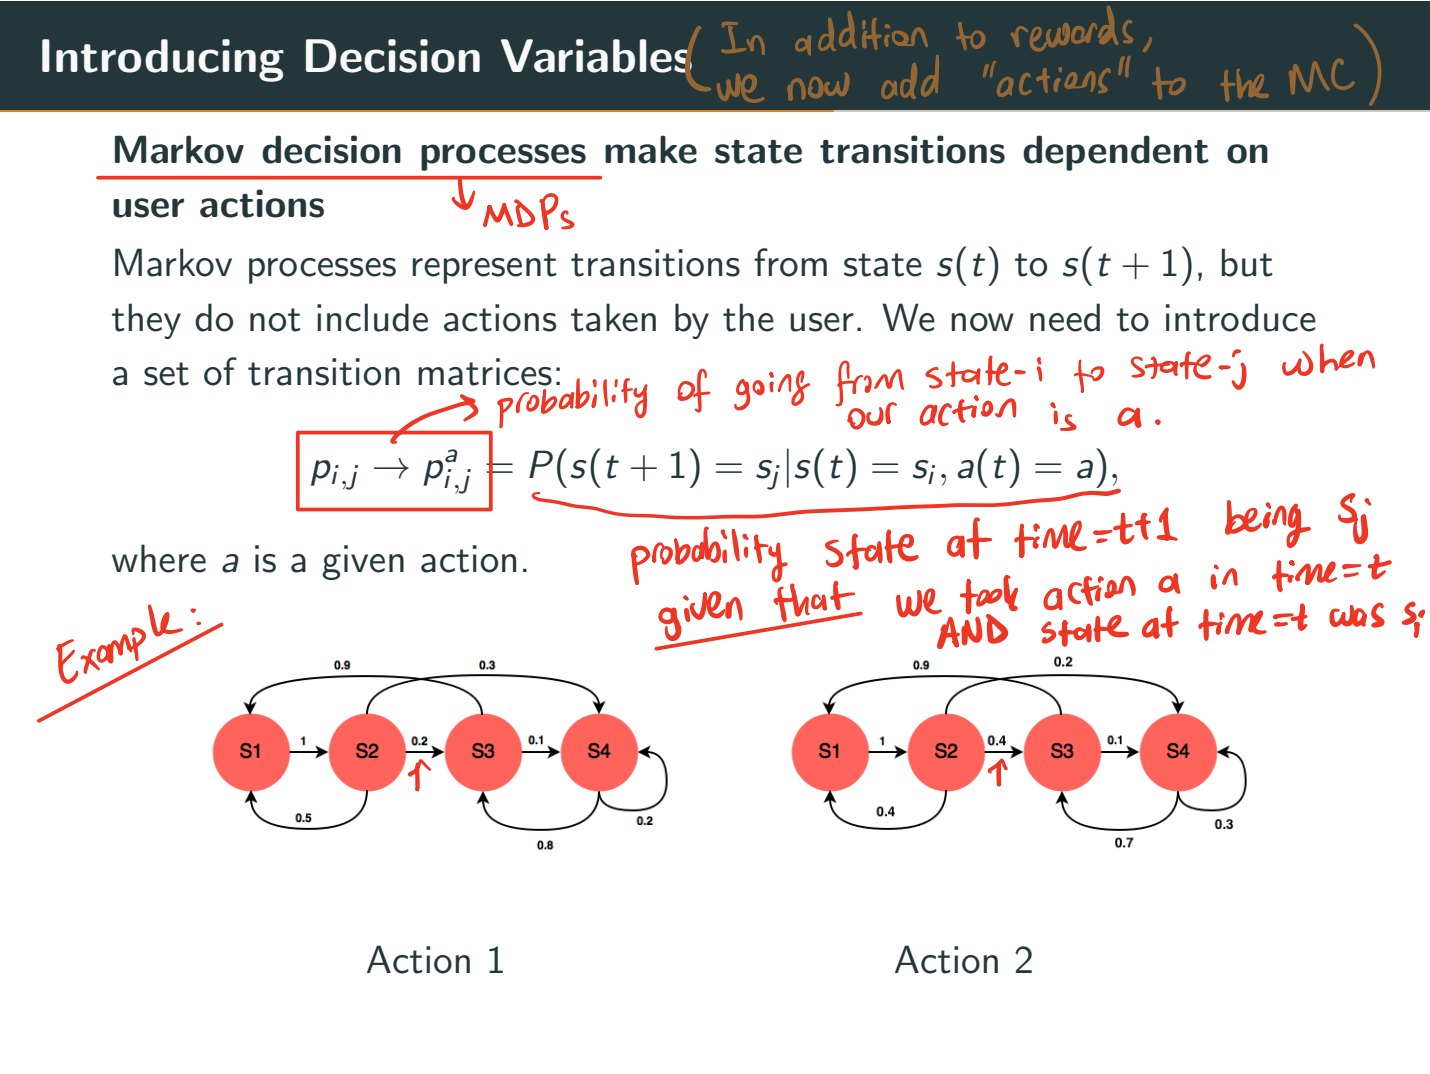 Introducing Decision Variables
(In addition to rewards,
we now add "actions" to the MC)
Markov decision processes make state transitions dependent on
user actions
MDPs
Markov processes represent transitions from state s(t) to s(t + 1), but
they do not include actions taken by the user. We now need to introduce
a set of transition matrices:
probability of going from state-i to state-j when
our action is a.
p_{i,j} → p^a_{i,j} = P(s(t + 1) = s_j|s(t) = s_i, a(t) = a),
probability state at time=t+1 being Sj
given that we took action a in time=t
AND state at time=t was si
where a is a given action.
Example:
0.9 0.3
S1 1 S2 0.2 S3 0.1 S4
0.5 0.8 0.2
Action 1
0.9 0.2
S1 1 S2 0.4 S3 0.1 S4
0.4 0.7 0.3
Action 2